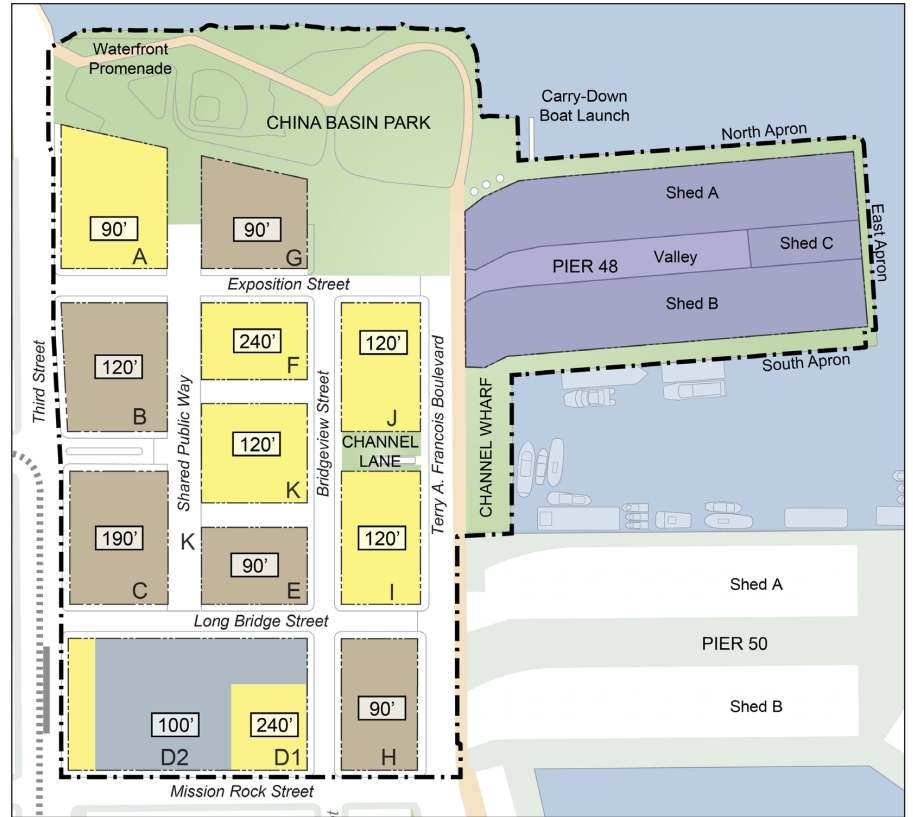 Waterfront
Promenade
CHINA BASIN PARK
Carry-Down
Boat Launch
North Apron
East Apron
South Apron
Shed A
Shed C
Valley
PIER 48
Shed B
90'
A
90'
G
Exposition Street
Third Street
120'
B
Shared Public Way
240'
F
120'
K
Bridgeview Street
120'
J
CHANNEL
LANE
Terry A. Francois Boulevard
CHANNEL WHARF
190'
C
K
90'
E
120'
I
Long Bridge Street
Shed A
PIER 50
Shed B
100'
D2
240'
D1
90'
H
Mission Rock Street